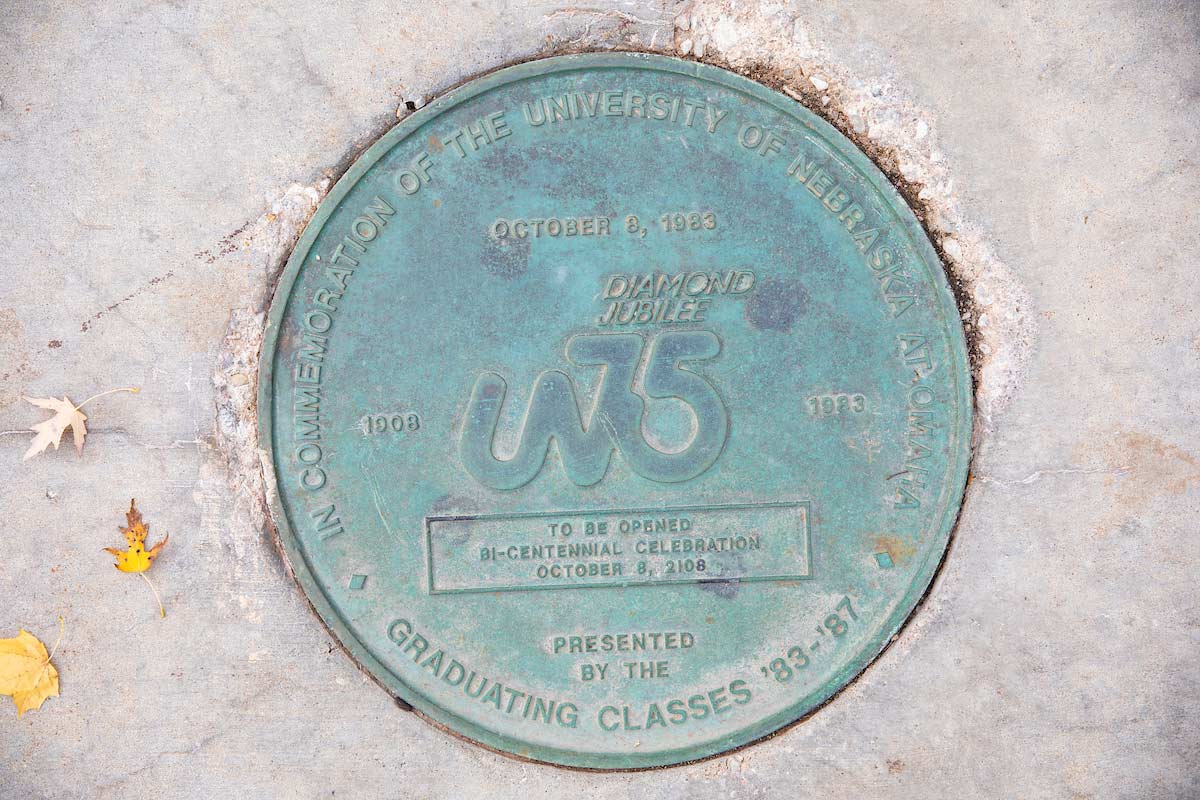 IN COMMEMORATION OF THE UNIVERSITY OF NEBRASKA AT OMAHA
OCTOBER 8, 1983
DIAMOND
JUBILEE
W75
1908
1983
TO BE OPENED
BI-CENTENNIAL CELEBRATION
OCTOBER 8, 2108
PRESENTED
BY THE
GRADUATING CLASSES '83-'87